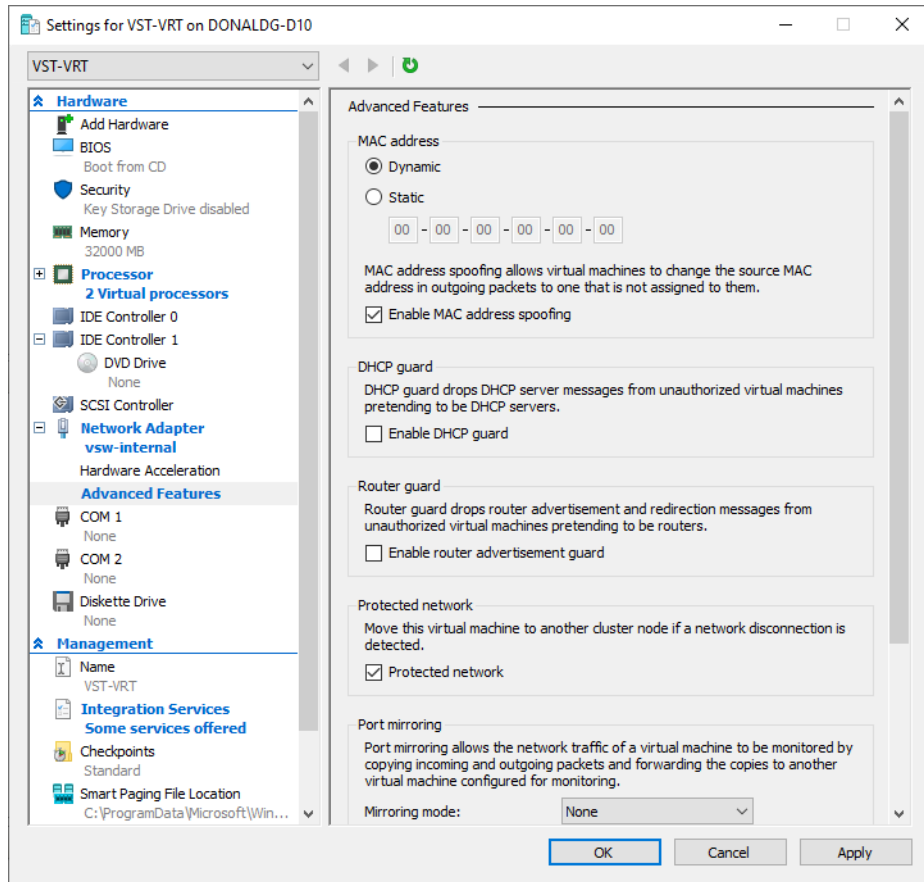 Settings for VST-VRT on DONALDG-D10
VST-VRT
Hardware
Add Hardware
BIOS
Boot from CD
Security
Key Storage Drive disabled
Memory
32000 MB
Processor
2 Virtual processors
IDE Controller 0
IDE Controller 1
DVD Drive
None
SCSI Controller
Network Adapter
vsw-internal
Hardware Acceleration
Advanced Features
COM 1
None
COM 2
None
Diskette Drive
None
Management
Name
VST-VRT
Integration Services
Some services offered
Checkpoints
Standard
Smart Paging File Location
C:\ProgramData\Microsoft\Win...
Advanced Features
MAC address
Dynamic
Static
00 - 00 - 00 - 00 - 00 - 00
MAC address spoofing allows virtual machines to change the source MAC
address in outgoing packets to one that is not assigned to them.
Enable MAC address spoofing
DHCP guard
DHCP guard drops DHCP server messages from unauthorized virtual machines
pretending to be DHCP servers.
Enable DHCP guard
Router guard
Router guard drops router advertisement and redirection messages from
unauthorized virtual machines pretending to be routers.
Enable router advertisement guard
Protected network
Move this virtual machine to another cluster node if a network disconnection is
detected.
Protected network
Port mirroring
Port mirroring allows the network traffic of a virtual machine to be monitored by
copying incoming and outgoing packets and forwarding the copies to another
virtual machine configured for monitoring.
Mirroring mode: None
OK Cancel Apply